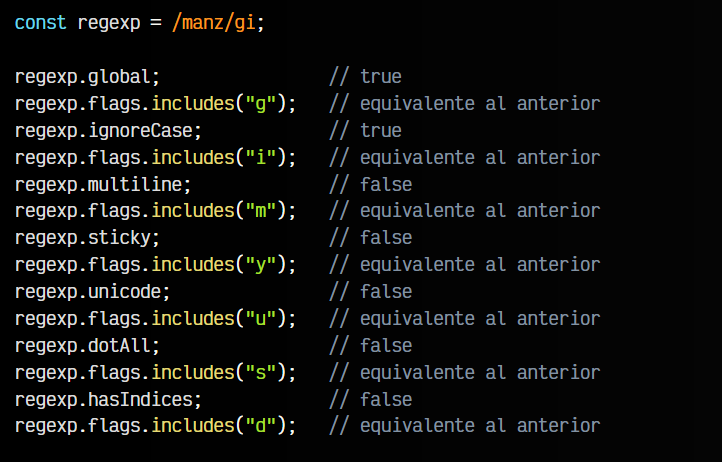 const regexp = /manz/gi;
regexp.global; // true
regexp.flags.includes("g"); // equivalente al anterior
regexp.ignoreCase; // true
regexp.flags.includes("i"); // equivalente al anterior
regexp.multiline; // false
regexp.flags.includes("m"); // equivalente al anterior
regexp.sticky; // false
regexp.flags.includes("y"); // equivalente al anterior
regexp.unicode; // false
regexp.flags.includes("u"); // equivalente al anterior
regexp.dotAll; // false
regexp.flags.includes("s"); // equivalente al anterior
regexp.hasIndices; // false
regexp.flags.includes("d"); // equivalente al anterior